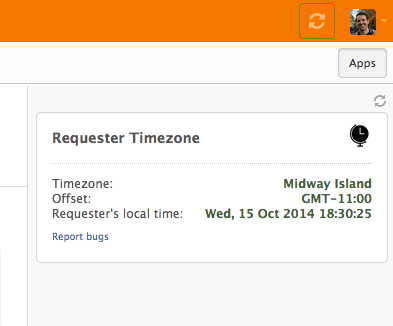 Apps
Requester Timezone
Timezone: Midway Island
Offset: GMT-11:00
Requester's local time: Wed, 15 Oct 2014 18:30:25
Report bugs